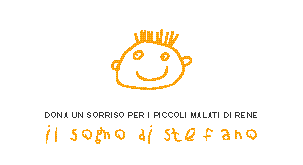 DONA UN SORRISO PER I PICCOLI MALATI DI RENE
il sogno di stefano